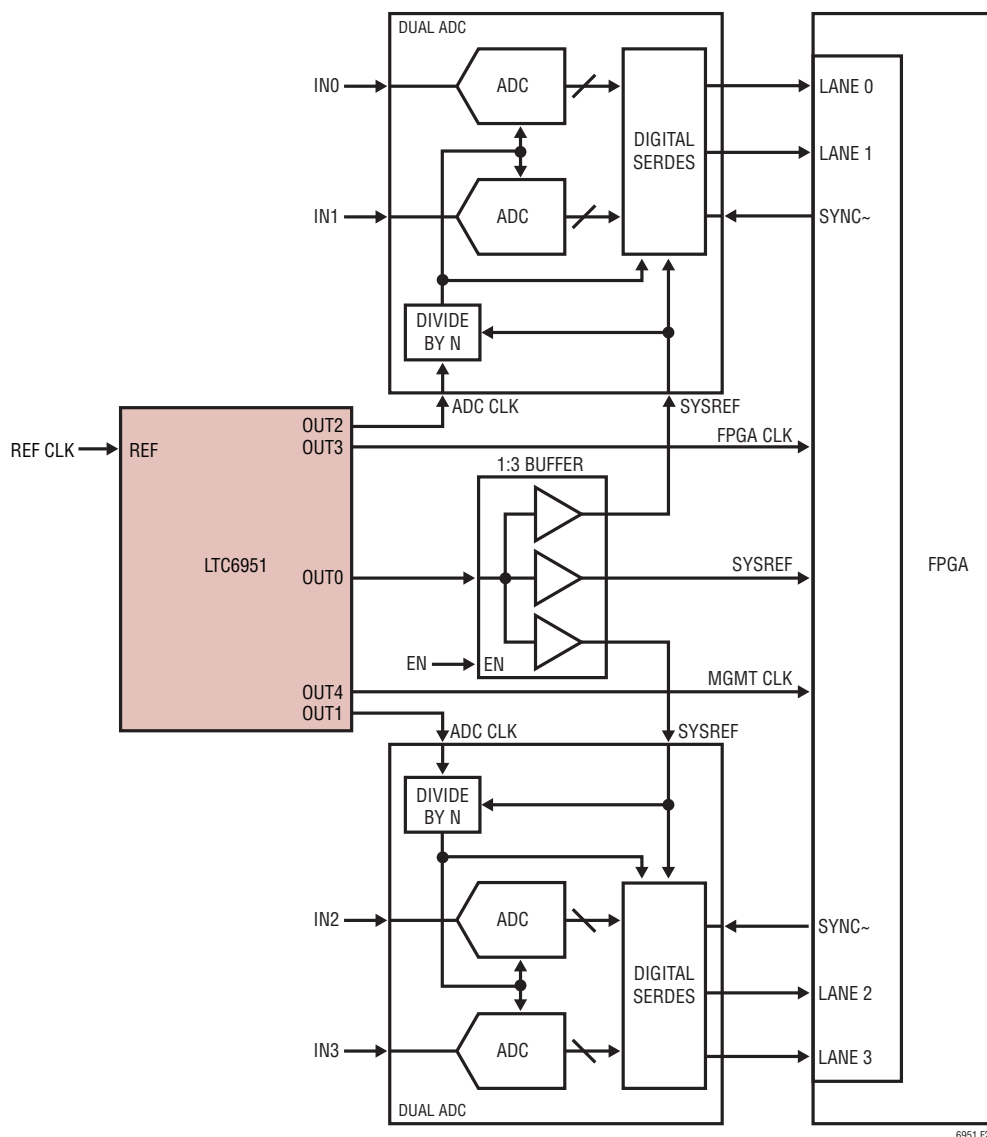 DUAL ADC
IN0
ADC
LANE 0
DIGITAL
SERDES
LANE 1
IN1
ADC
SYNC~
DIVIDE
BY N
ADC CLK
SYSREF
OUT2
FPGA CLK
REF CLK
REF
OUT3
1:3 BUFFER
LTC6951
OUT0
SYSREF
FPGA
EN
EN
MGMT CLK
OUT4
OUT1
ADC CLK
SYSREF
DIVIDE
BY N
IN2
ADC
SYNC~
DIGITAL
SERDES
LANE 2
IN3
ADC
LANE 3
DUAL ADC